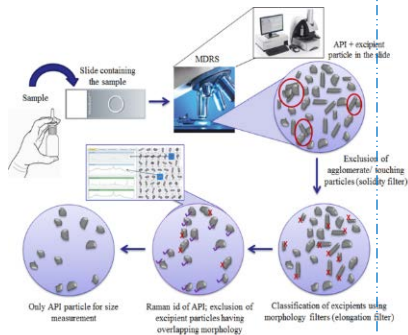 MDRS
API + excipient
particle in the slide
Slide containing
the sample
Sample
Exclusion of
agglomerate/ touching
particles (solidity filter)
Only API particle for size
measurement
Raman id of API; exclusion of
excipient particles having
overlapping morphology
Classification of excipients using
morphology filters (elongation filter)